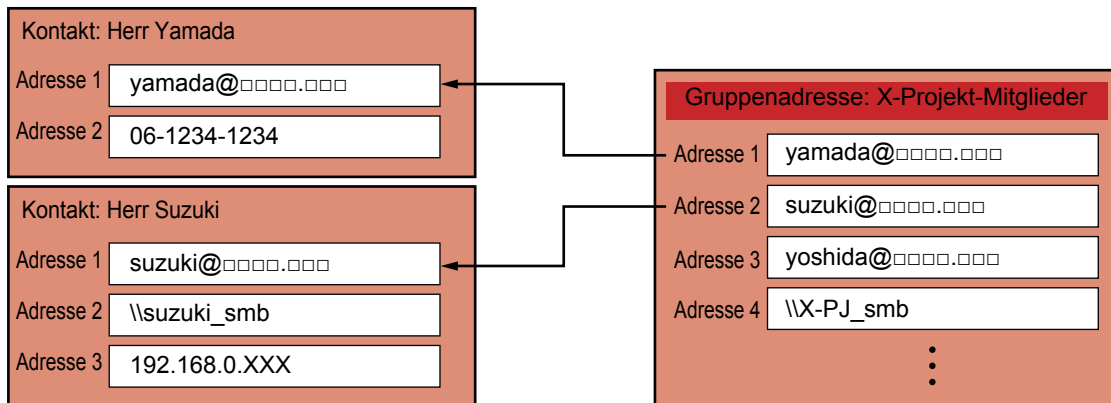 Kontakt: Herr Yamada
Adresse 1 yamada@□□□□.□□□
Adresse 2 06-1234-1234
Kontakt: Herr Suzuki
Adresse 1 suzuki@□□□□.□□□
Adresse 2 \\suzuki_smb
Adresse 3 192.168.0.XXX
Gruppenadresse: X-Projekt-Mitglieder
Adresse 1 yamada@□□□□.□□□
Adresse 2 suzuki@□□□□.□□□
Adresse 3 yoshida@□□□□.□□□
Adresse 4 \\X-PJ_smb